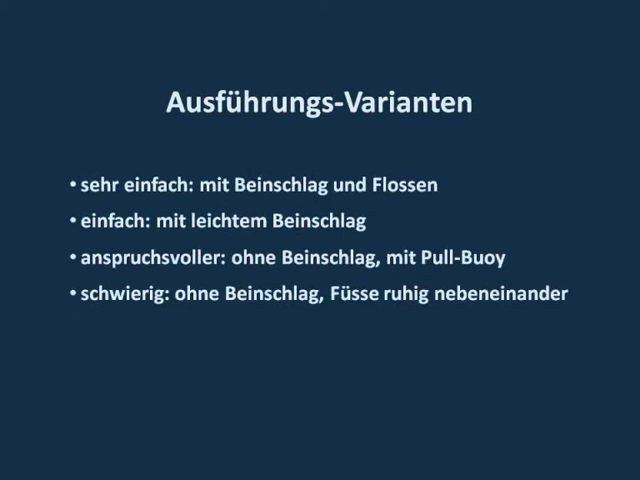 Ausführungs-Varianten
• sehr einfach: mit Beinschlag und Flossen
• einfach: mit leichtem Beinschlag
• anspruchsvoller: ohne Beinschlag, mit Pull-Buoy
• schwierig: ohne Beinschlag, Füsse ruhig nebeneinander